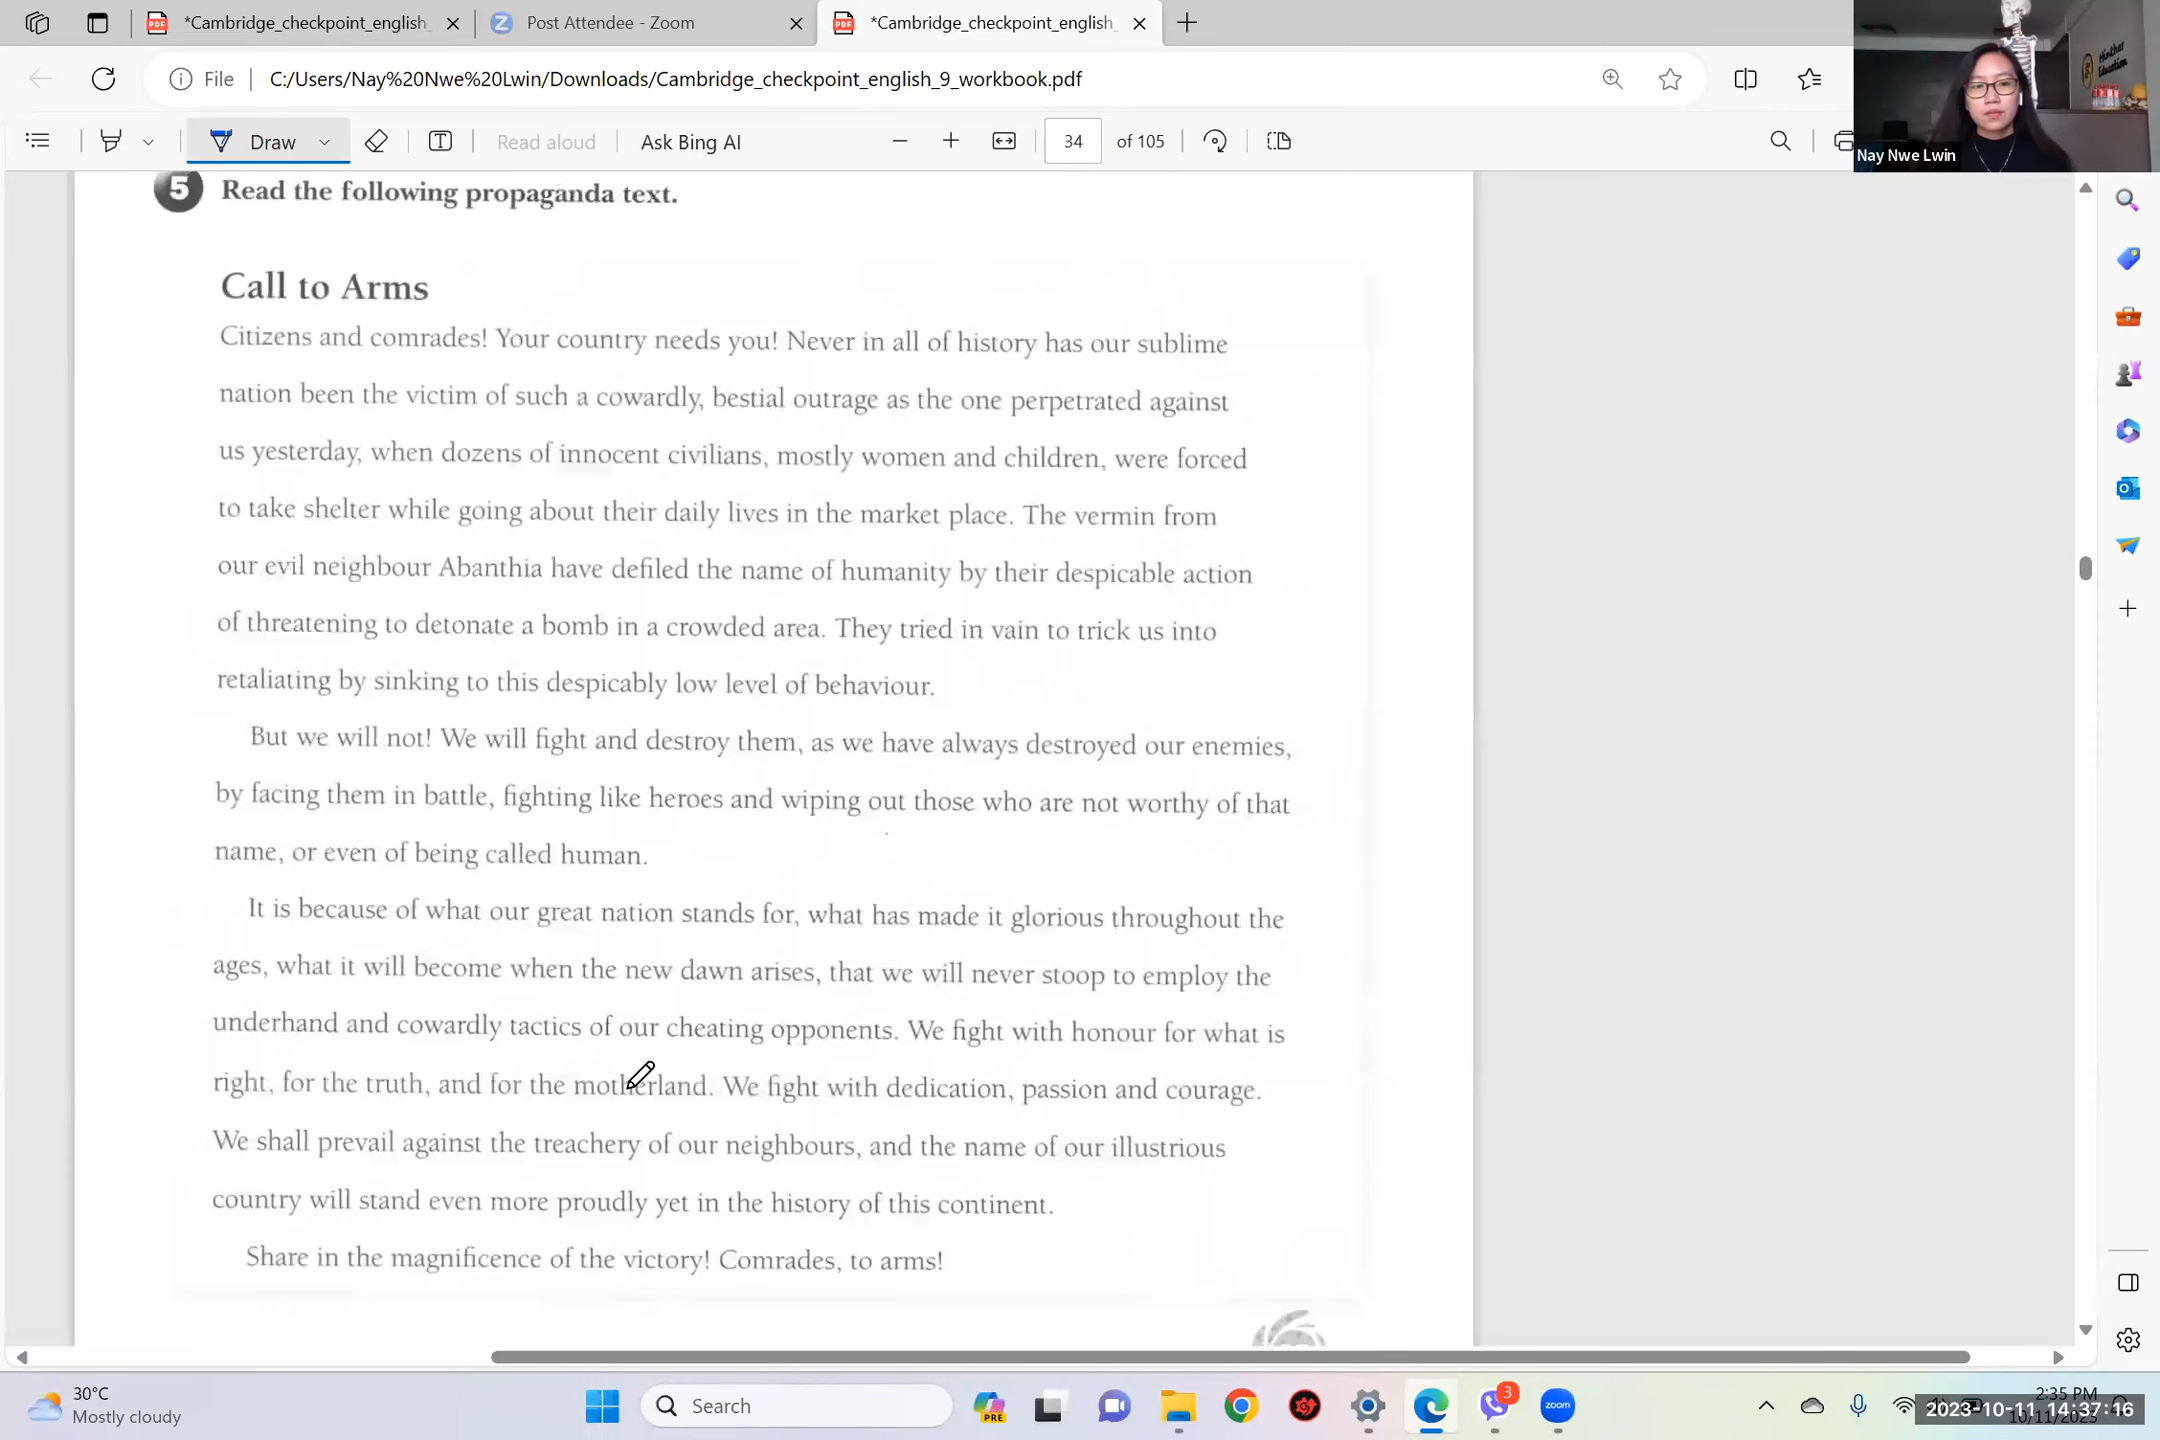 *Cambridge_checkpoint_english_
Post Attendee - Zoom
*Cambridge_checkpoint_english_
File
C:/Users/Nay%20Nwe%20Lwin/Downloads/Cambridge_checkpoint_english_9_workbook.pdf
Draw
Read aloud
Ask Bing AI
34
of 105
Hinthar
Education
Nay Nwe Lwin
5 Read the following propaganda text.
Call to Arms
Citizens and comrades! Your country needs you! Never in all of history has our sublime
nation been the victim of such a cowardly, bestial outrage as the one perpetrated against
us yesterday, when dozens of innocent civilians, mostly women and children, were forced
to take shelter while going about their daily lives in the market place. The vermin from
our evil neighbour Abanthia have defiled the name of humanity by their despicable action
of threatening to detonate a bomb in a crowded area. They tried in vain to trick us into
retaliating by sinking to this despicably low level of behaviour.
But we will not! We will fight and destroy them, as we have always destroyed our enemies,
by facing them in battle, fighting like heroes and wiping out those who are not worthy of that
name, or even of being called human.
It is because of what our great nation stands for, what has made it glorious throughout the
ages, what it will become when the new dawn arises, that we will never stoop to employ the
underhand and cowardly tactics of our cheating opponents. We fight with honour for what is
right, for the truth, and for the motherland. We fight with dedication, passion and courage.
We shall prevail against the treachery of our neighbours, and the name of our illustrious
country will stand even more proudly yet in the history of this continent.
Share in the magnificence of the victory! Comrades, to arms!
30°C
Mostly cloudy
Search
PRE
3
zoom
2:35 PM
2023-10-11 14:37:46
10/11/2023